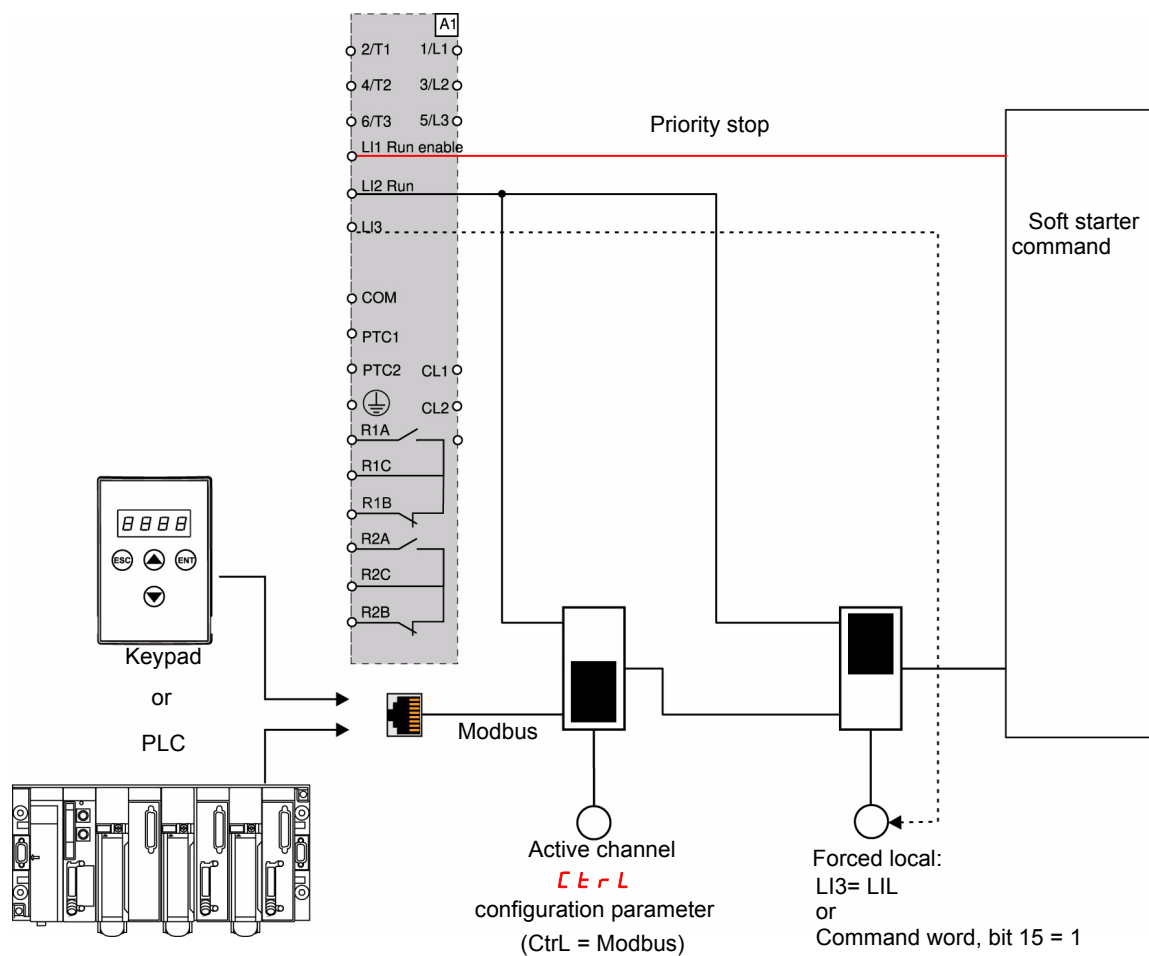 A1
2/T1 1/L1
4/T2 3/L2
6/T3 5/L3
Priority stop
LI1 Run enable
LI2 Run
LI3
Soft starter
command
COM
PTC1
PTC2 CL1
CL2
R1A
R1C
R1B
R2A
R2C
R2B
8888
ESC ENT
Keypad
or
PLC
Modbus
Active channel
CtrL
configuration parameter
(CtrL = Modbus)
Forced local:
LI3= LIL
or
Command word, bit 15 = 1